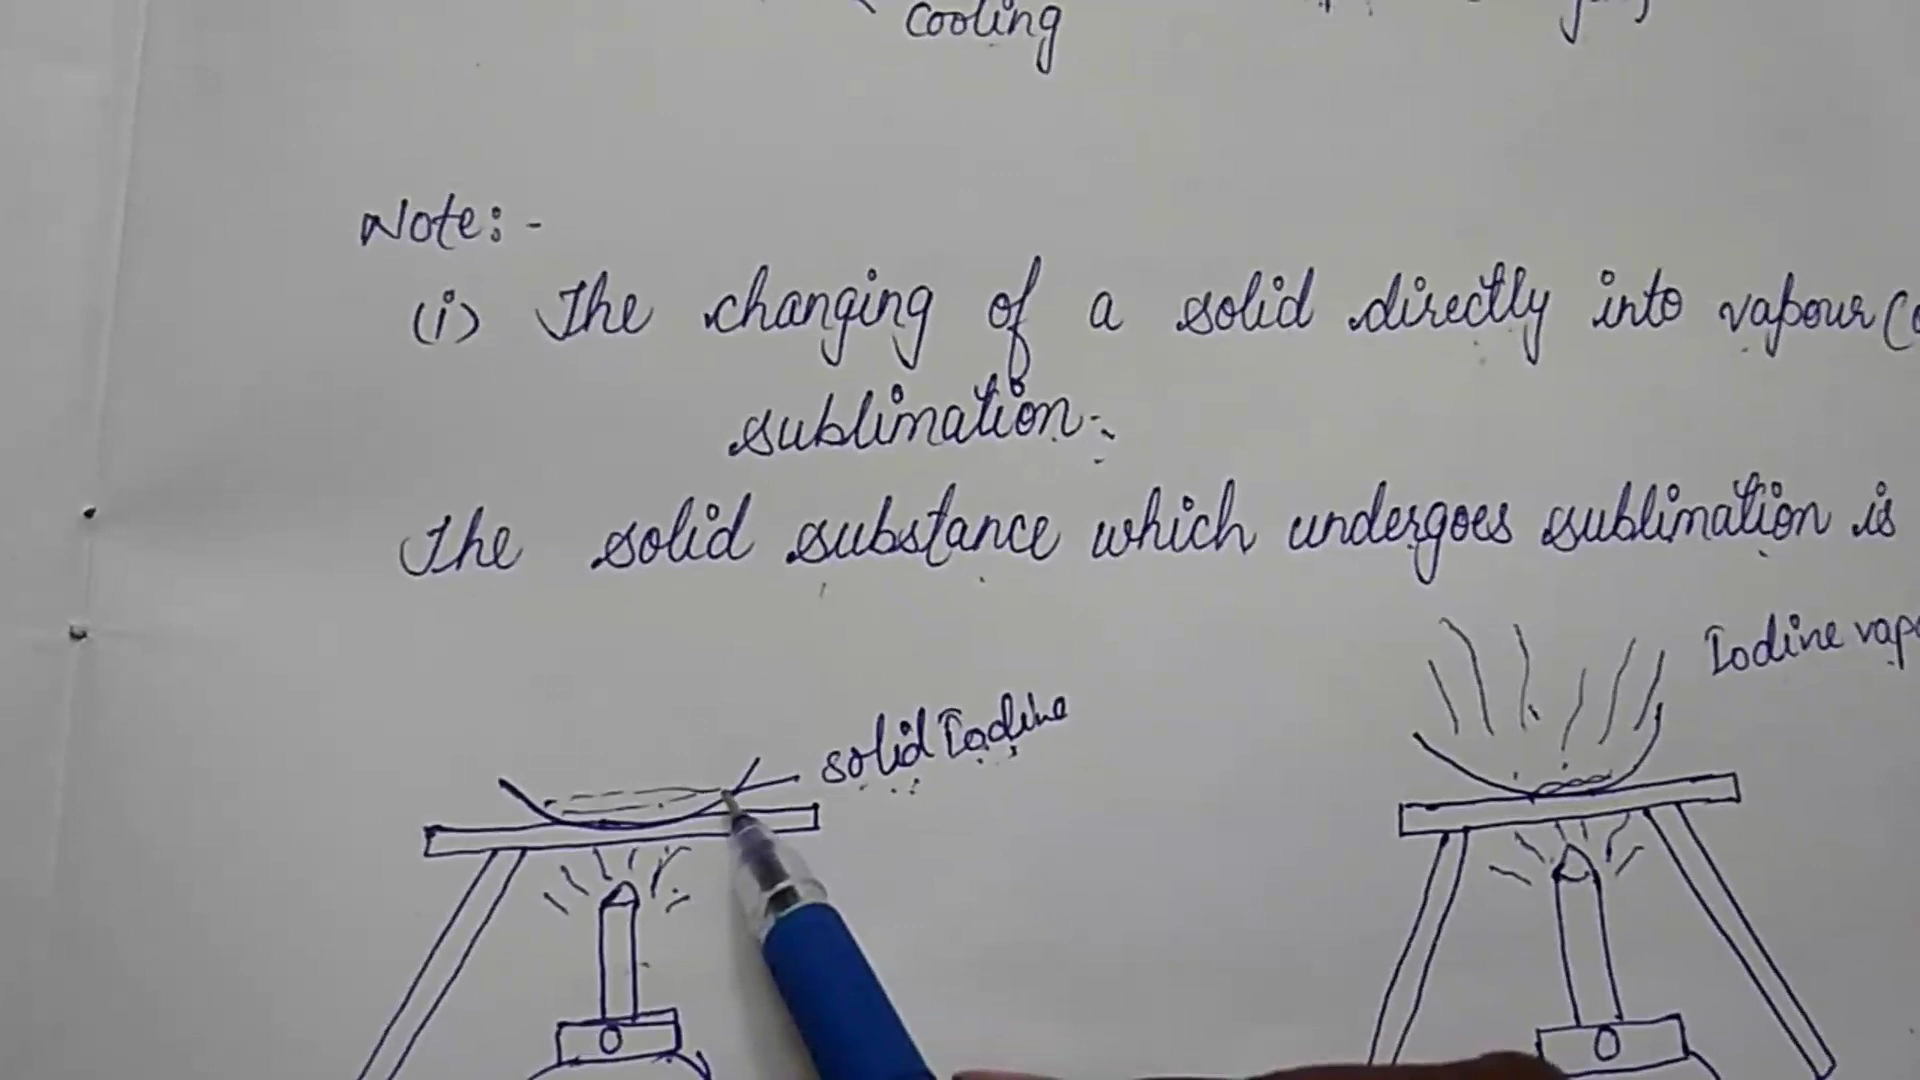 cooling
Note:-
(i) The changing of a solid directly into vapour (
sublimation.
The solid substance which undergoes sublimation is
Iodine vap
solid Iodine